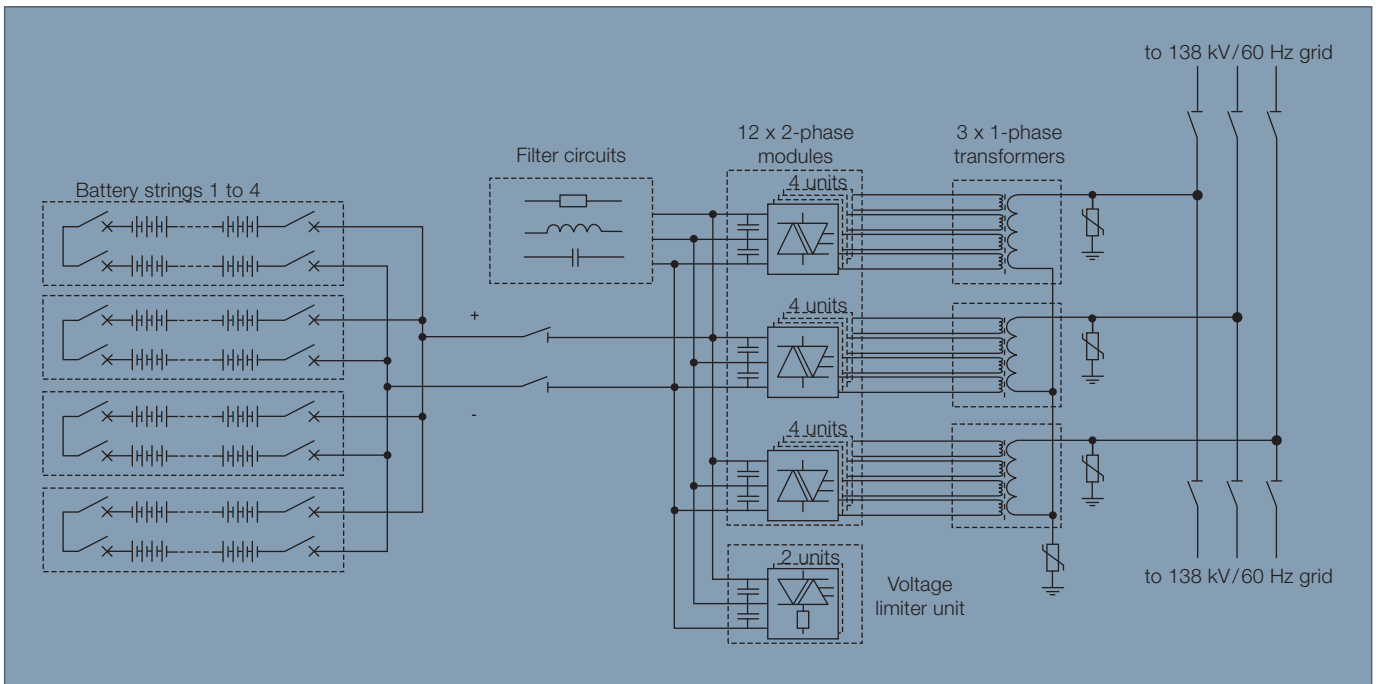 to 138 kV/60 Hz grid
12 x 2-phase
modules
3 x 1-phase
transformers
Filter circuits
Battery strings 1 to 4
4 units
4 units
+
-
4 units
2 units
Voltage
limiter unit
to 138 kV/60 Hz grid